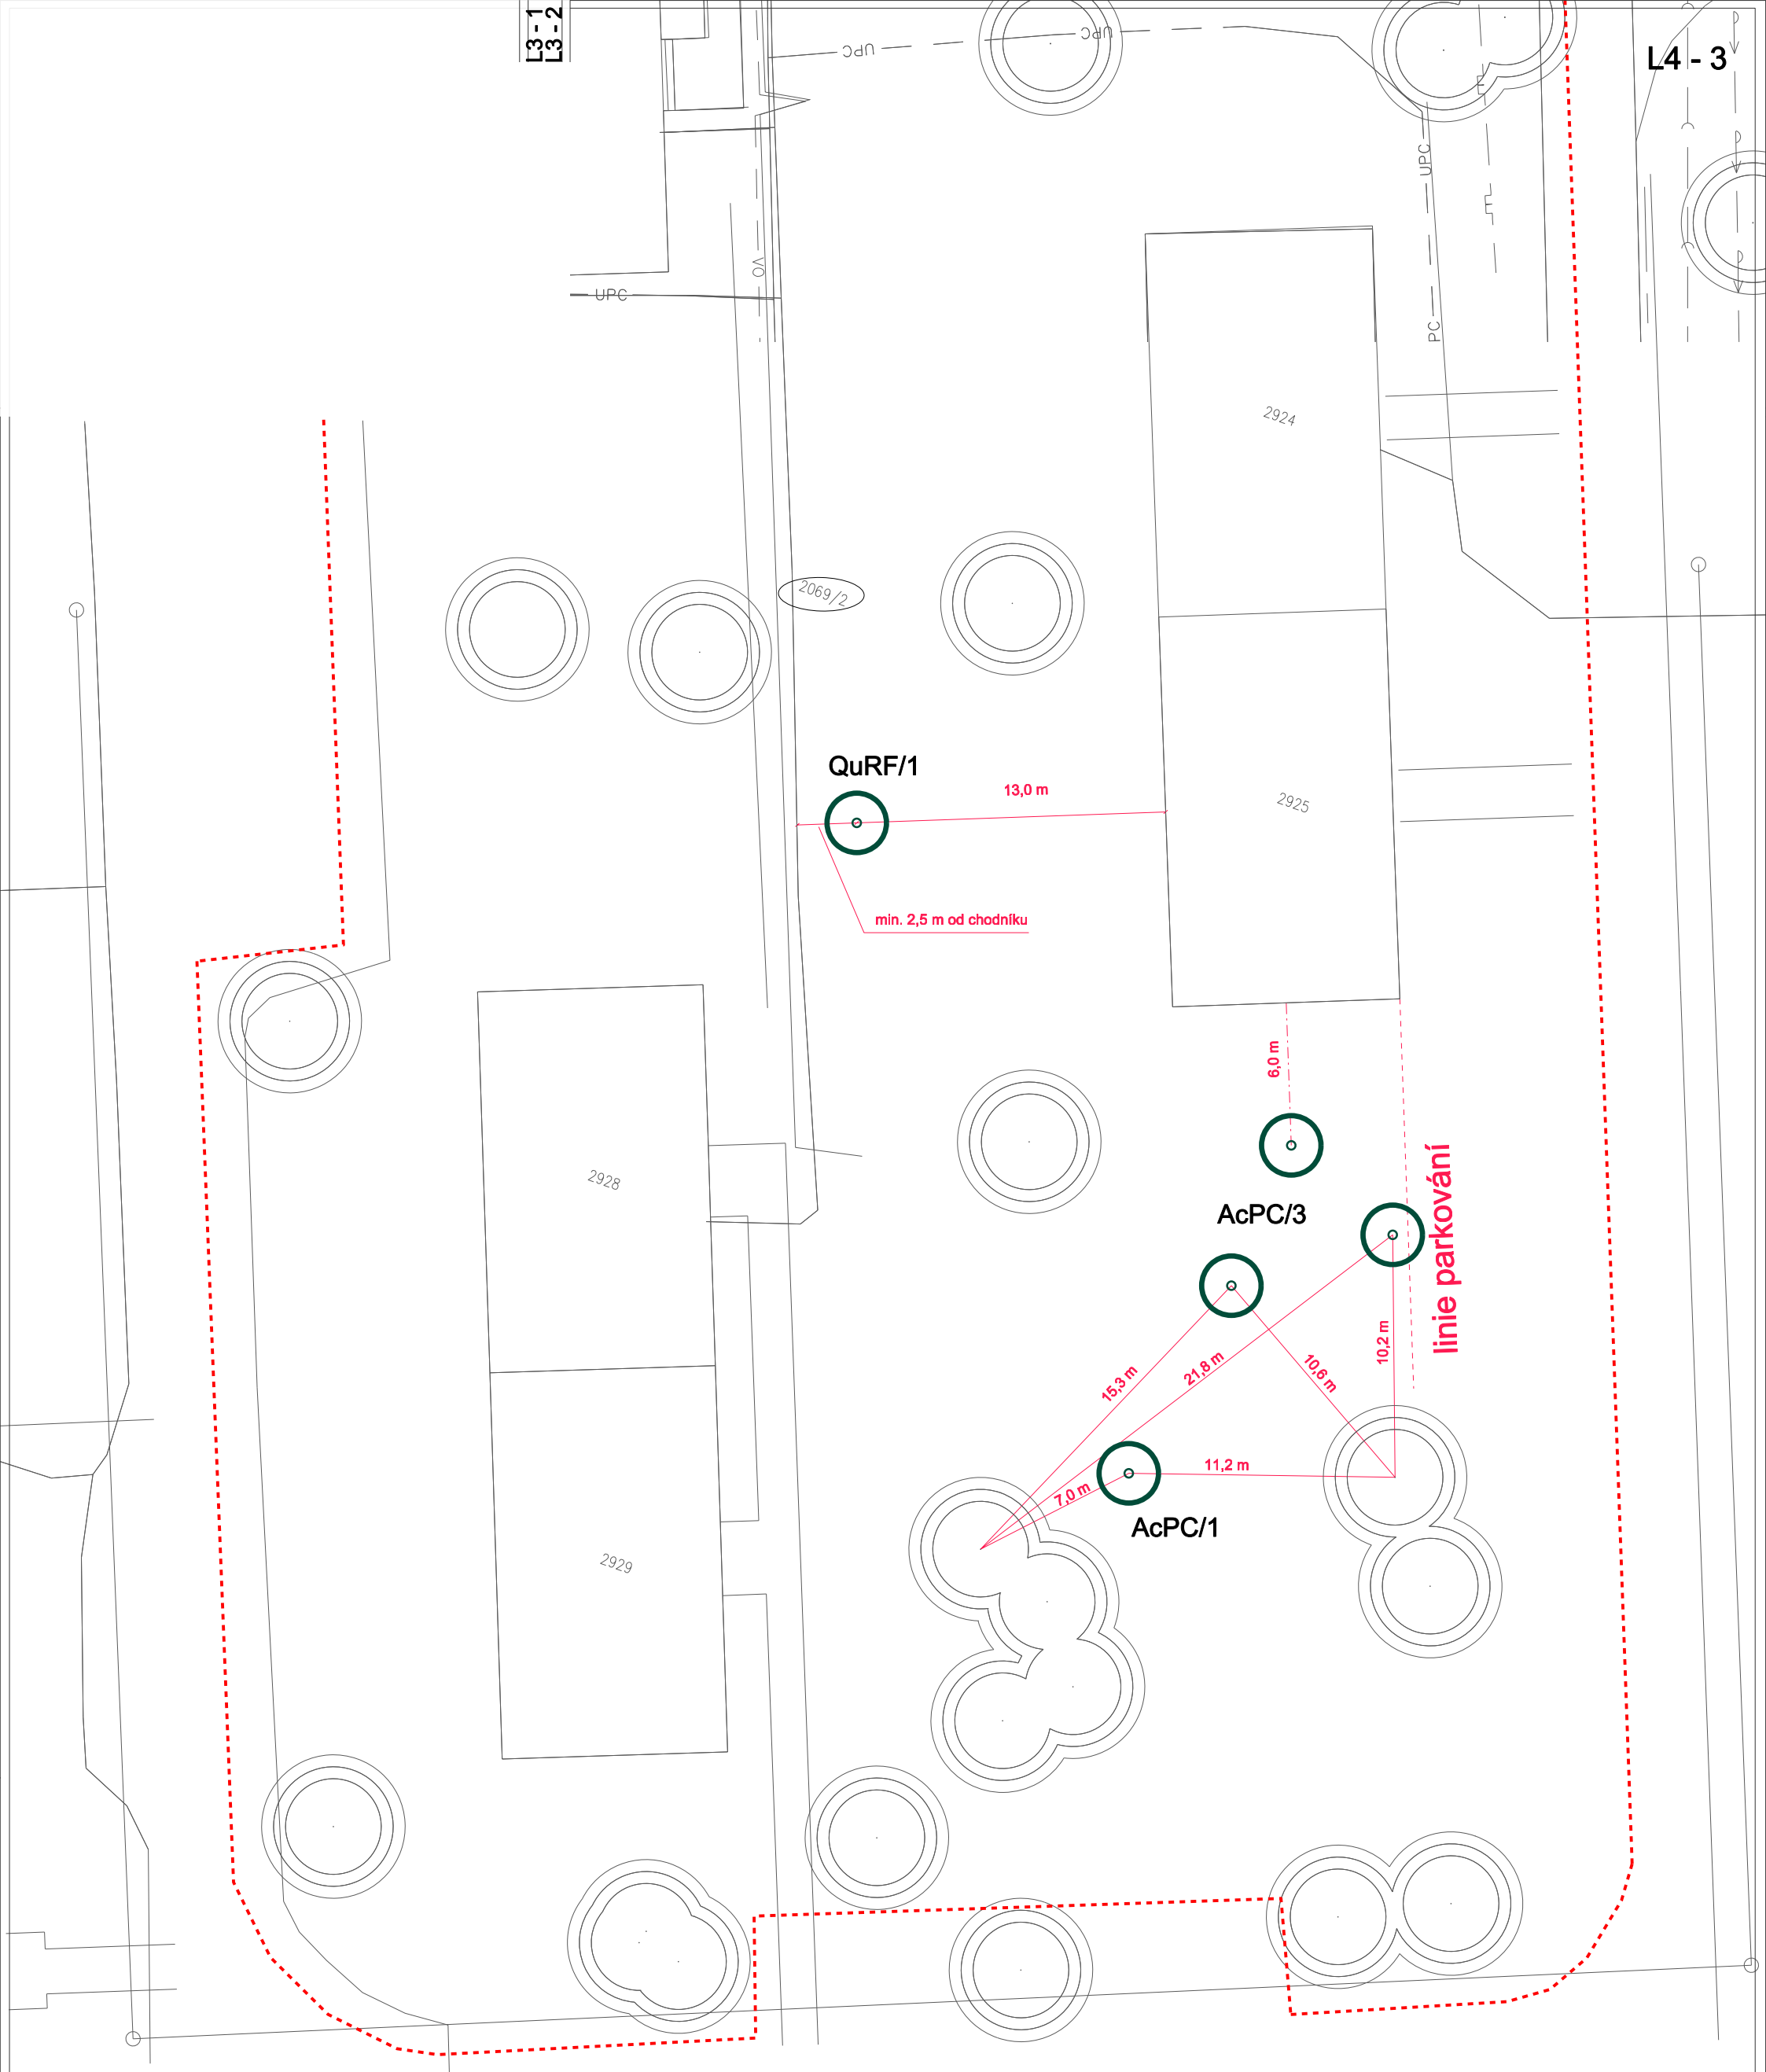 L3 - 1
L3 - 2
UPC
UPC
L4 - 3
UPC
VO
UPC
PC
2924
2069/2
QuRF/1
13,0 m
2925
min. 2,5 m od chodníku
6,0 m
2928
AcPC/3
linie parkování
10,2 m
15,3 m
21,8 m
10,6 m
11,2 m
7,0 m
AcPC/1
2929